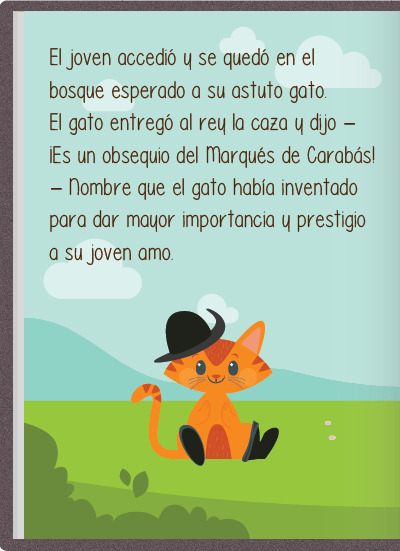 El joven accedió y se quedó en el
bosque esperado a su astuto gato.
El gato entregó al rey la caza y dijo –
¡Es un obsequio del Marqués de Carabás!
– Nombre que el gato había inventado
para dar mayor importancia y prestigio
a su joven amo.